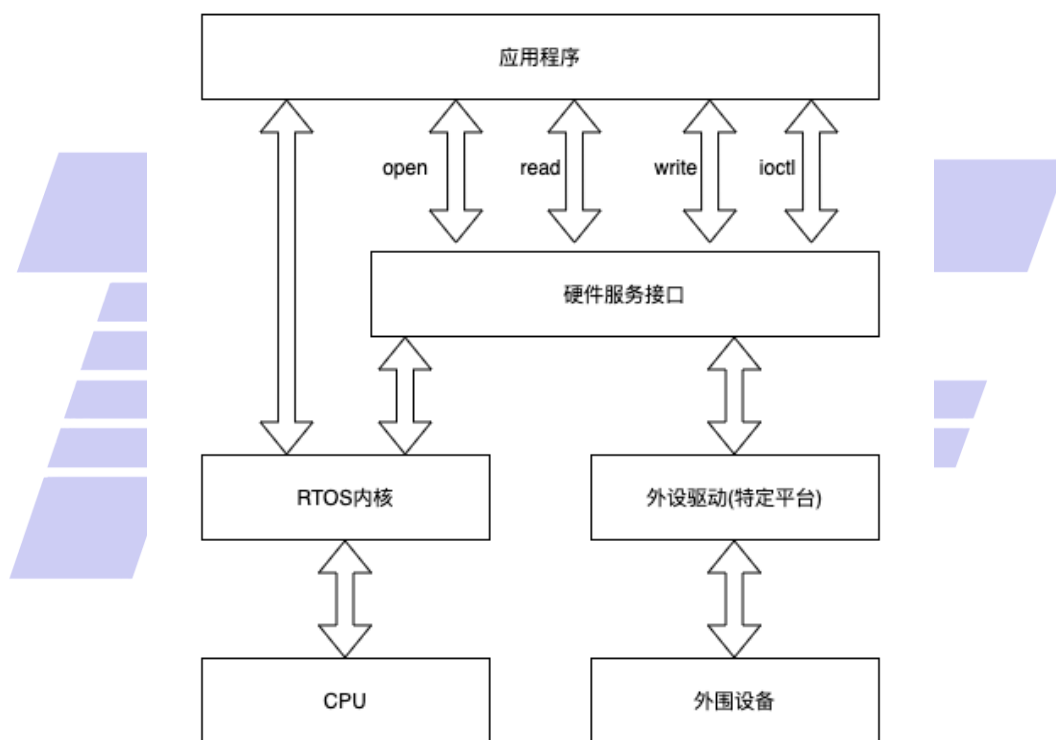 应用程序
open
read
write
ioctl
硬件服务接口
RTOS内核
外设驱动(特定平台)
CPU
外围设备